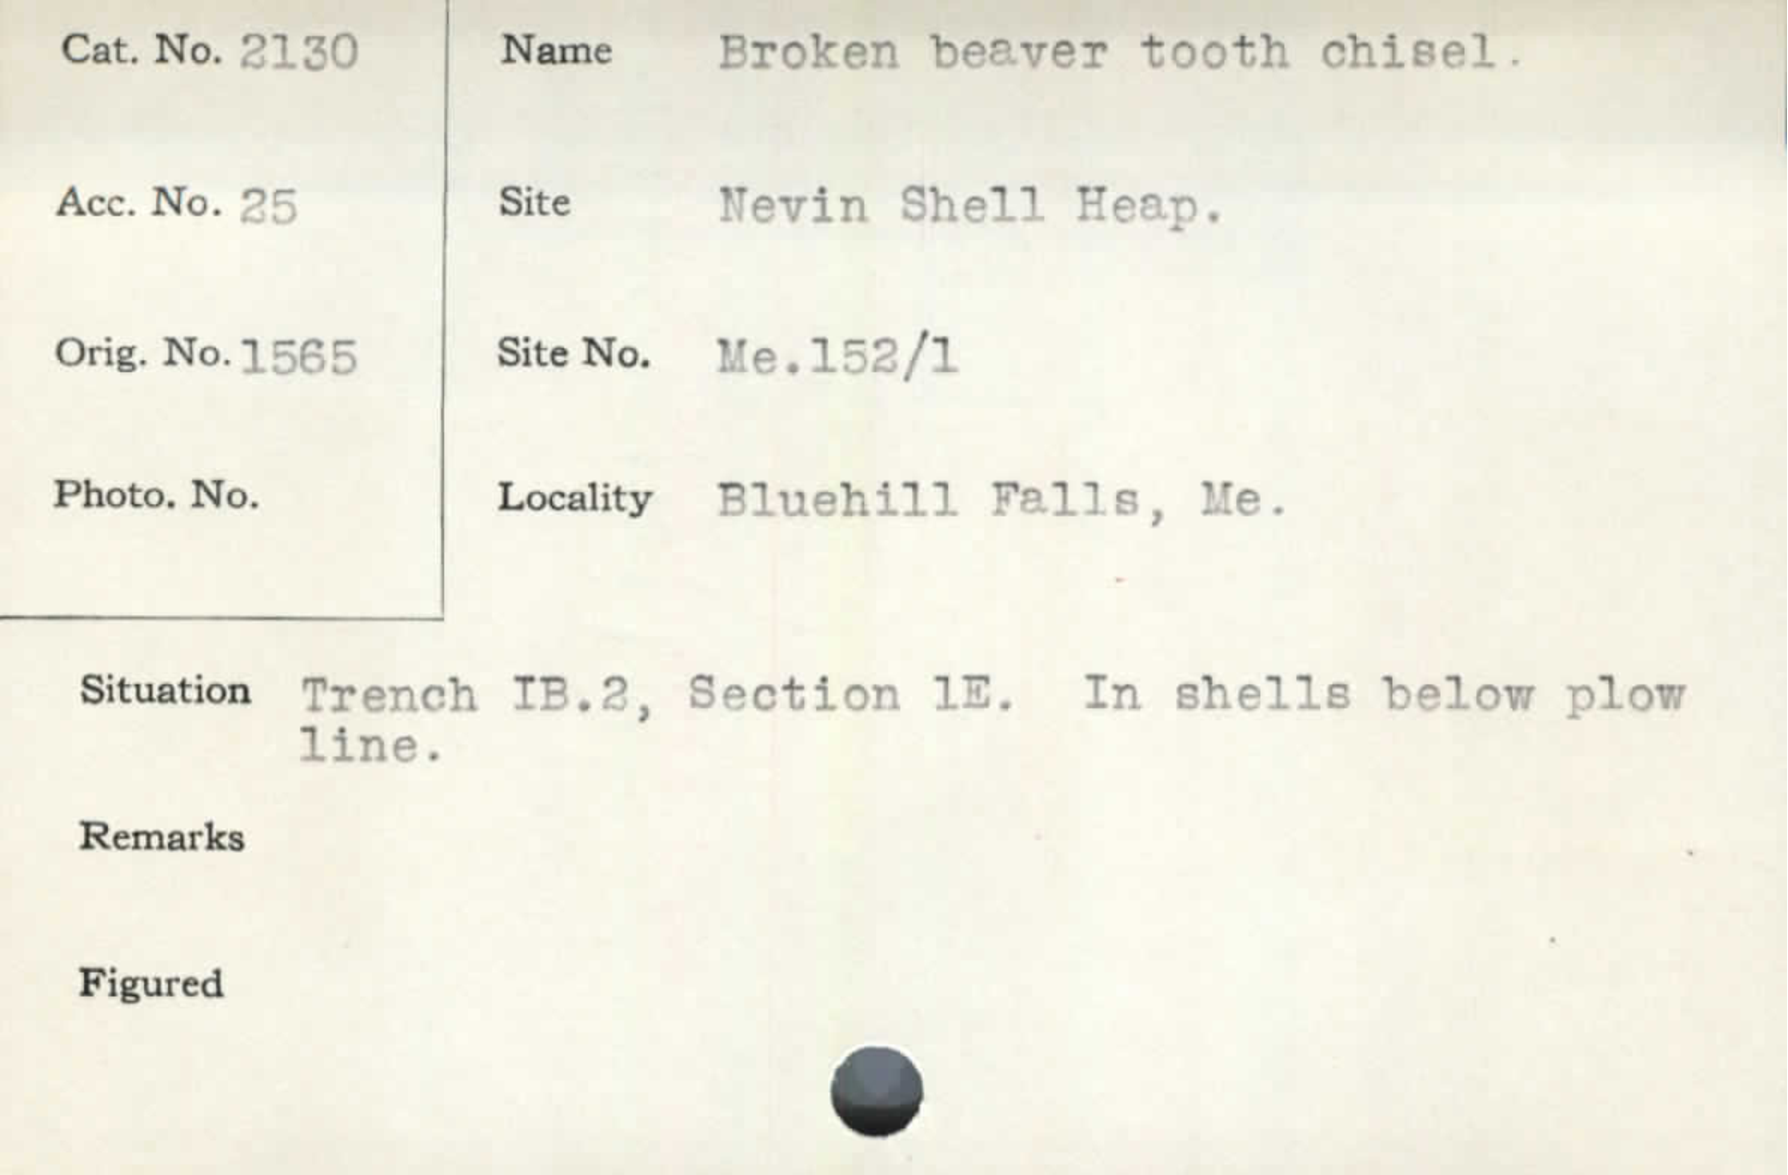 Cat. No. 2130
Name Broken beaver tooth chisel.
Acc. No. 25
Site Nevin Shell Heap.
Orig. No. 1565
Site No. Me.152/1
Photo. No.
Locality Bluehill Falls, Me.
Situation Trench IB.2, Section 1E. In shells below plow
line.
Remarks
Figured